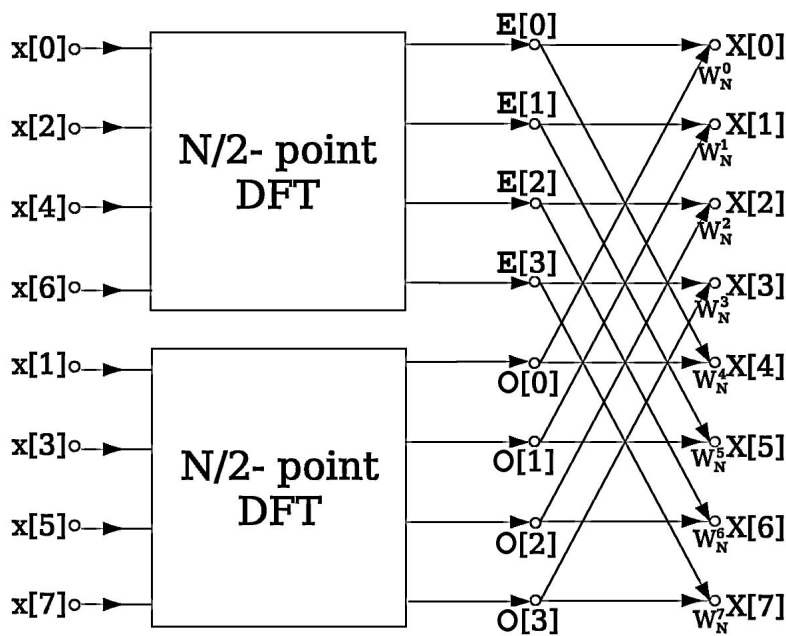 x[0]
x[2]
x[4]
x[6]
N/2- point
DFT
x[1]
x[3]
x[5]
x[7]
N/2- point
DFT
E[0]
E[1]
E[2]
E[3]
O[0]
O[1]
O[2]
O[3]
X[0]
W_N^0
X[1]
W_N^1
X[2]
W_N^2
X[3]
W_N^3
W_N^4 X[4]
W_N^5 X[5]
X[6]
W_N^6
X[7]
W_N^7